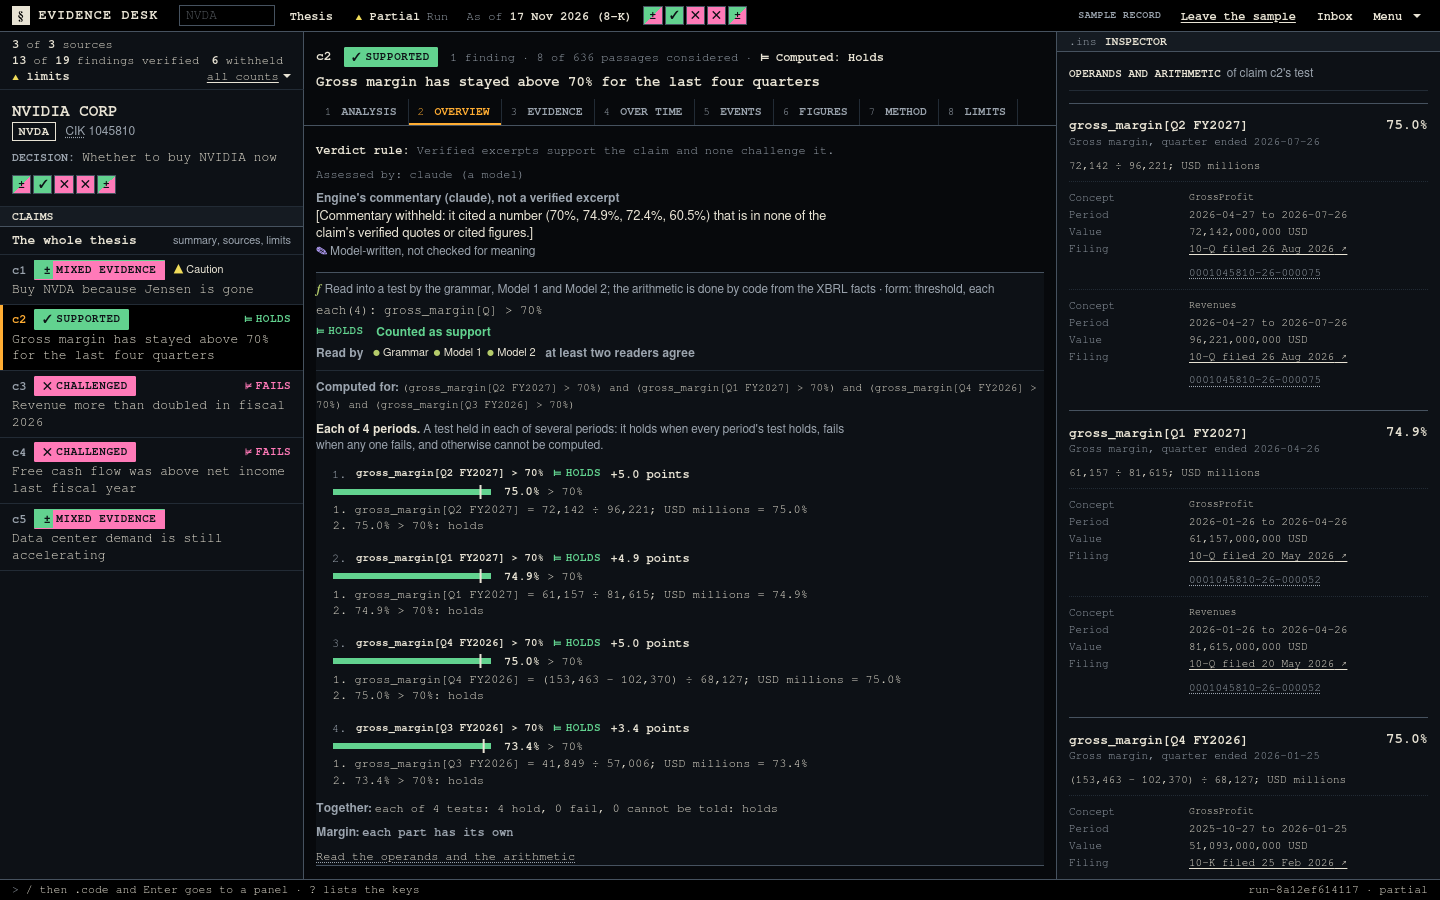 § EVIDENCE DESK NVDA Thesis ▲ Partial Run As of 17 Nov 2026 (8-K) ± ✓ ✕ ✕ ± SAMPLE RECORD Leave the sample Inbox Menu
3 of 3 sources
13 of 19 findings verified 6 withheld
▲ limits all counts
NVIDIA CORP
NVDA CIK 1045810
DECISION: Whether to buy NVIDIA now
± ✓ ✕ ✕ ±
CLAIMS
The whole thesis summary, sources, limits
c1 ± MIXED EVIDENCE ▲ Caution
Buy NVDA because Jensen is gone
c2 ✓ SUPPORTED ⊨ HOLDS
Gross margin has stayed above 70%
for the last four quarters
c3 ✕ CHALLENGED ⊭ FAILS
Revenue more than doubled in fiscal
2026
c4 ✕ CHALLENGED ⊭ FAILS
Free cash flow was above net income
last fiscal year
c5 ± MIXED EVIDENCE
Data center demand is still
accelerating
c2 ✓ SUPPORTED 1 finding · 8 of 636 passages considered · ⊨ Computed: Holds
Gross margin has stayed above 70% for the last four quarters
1 ANALYSIS 2 OVERVIEW 3 EVIDENCE 4 OVER TIME 5 EVENTS 6 FIGURES 7 METHOD 8 LIMITS
Verdict rule: Verified excerpts support the claim and none challenge it.
Assessed by: claude (a model)
Engine's commentary (claude), not a verified excerpt
[Commentary withheld: it cited a number (70%, 74.9%, 72.4%, 60.5%) that is in none of the
claim's verified quotes or cited figures.]
✎ Model-written, not checked for meaning
ƒ Read into a test by the grammar, Model 1 and Model 2; the arithmetic is done by code from the XBRL facts · form: threshold, each
each(4): gross_margin[Q] > 70%
⊨ HOLDS Counted as support
Read by ● Grammar ● Model 1 ● Model 2 at least two readers agree
Computed for: (gross_margin[Q2 FY2027] > 70%) and (gross_margin[Q1 FY2027] > 70%) and (gross_margin[Q4 FY2026] >
70%) and (gross_margin[Q3 FY2026] > 70%)
Each of 4 periods. A test held in each of several periods: it holds when every period's test holds, fails
when any one fails, and otherwise cannot be computed.
1. gross_margin[Q2 FY2027] > 70% ⊨ HOLDS +5.0 points
75.0% > 70%
1. gross_margin[Q2 FY2027] = 72,142 ÷ 96,221; USD millions = 75.0%
2. 75.0% > 70%: holds
2. gross_margin[Q1 FY2027] > 70% ⊨ HOLDS +4.9 points
74.9% > 70%
1. gross_margin[Q1 FY2027] = 61,157 ÷ 81,615; USD millions = 74.9%
2. 74.9% > 70%: holds
3. gross_margin[Q4 FY2026] > 70% ⊨ HOLDS +5.0 points
75.0% > 70%
1. gross_margin[Q4 FY2026] = (153,463 − 102,370) ÷ 68,127; USD millions = 75.0%
2. 75.0% > 70%: holds
4. gross_margin[Q3 FY2026] > 70% ⊨ HOLDS +3.4 points
73.4% > 70%
1. gross_margin[Q3 FY2026] = 41,849 ÷ 57,006; USD millions = 73.4%
2. 73.4% > 70%: holds
Together: each of 4 tests: 4 hold, 0 fail, 0 cannot be told: holds
Margin: each part has its own
Read the operands and the arithmetic
.ins INSPECTOR
OPERANDS AND ARITHMETIC of claim c2's test
gross_margin[Q2 FY2027] 75.0%
Gross margin, quarter ended 2026-07-26
72,142 ÷ 96,221; USD millions
Concept GrossProfit
Period 2026-04-27 to 2026-07-26
Value 72,142,000,000 USD
Filing 10-Q filed 26 Aug 2026 ↗
0001045810-26-000075
Concept Revenues
Period 2026-04-27 to 2026-07-26
Value 96,221,000,000 USD
Filing 10-Q filed 26 Aug 2026 ↗
0001045810-26-000075
gross_margin[Q1 FY2027] 74.9%
Gross margin, quarter ended 2026-04-26
61,157 ÷ 81,615; USD millions
Concept GrossProfit
Period 2026-01-26 to 2026-04-26
Value 61,157,000,000 USD
Filing 10-Q filed 20 May 2026 ↗
0001045810-26-000052
Concept Revenues
Period 2026-01-26 to 2026-04-26
Value 81,615,000,000 USD
Filing 10-Q filed 20 May 2026 ↗
0001045810-26-000052
gross_margin[Q4 FY2026] 75.0%
Gross margin, quarter ended 2026-01-25
(153,463 − 102,370) ÷ 68,127; USD millions
Concept GrossProfit
Period 2025-10-27 to 2026-01-25
Value 51,093,000,000 USD
Filing 10-K filed 25 Feb 2026 ↗
> / then .code and Enter goes to a panel · ? lists the keys run-8a12ef614117 · partial